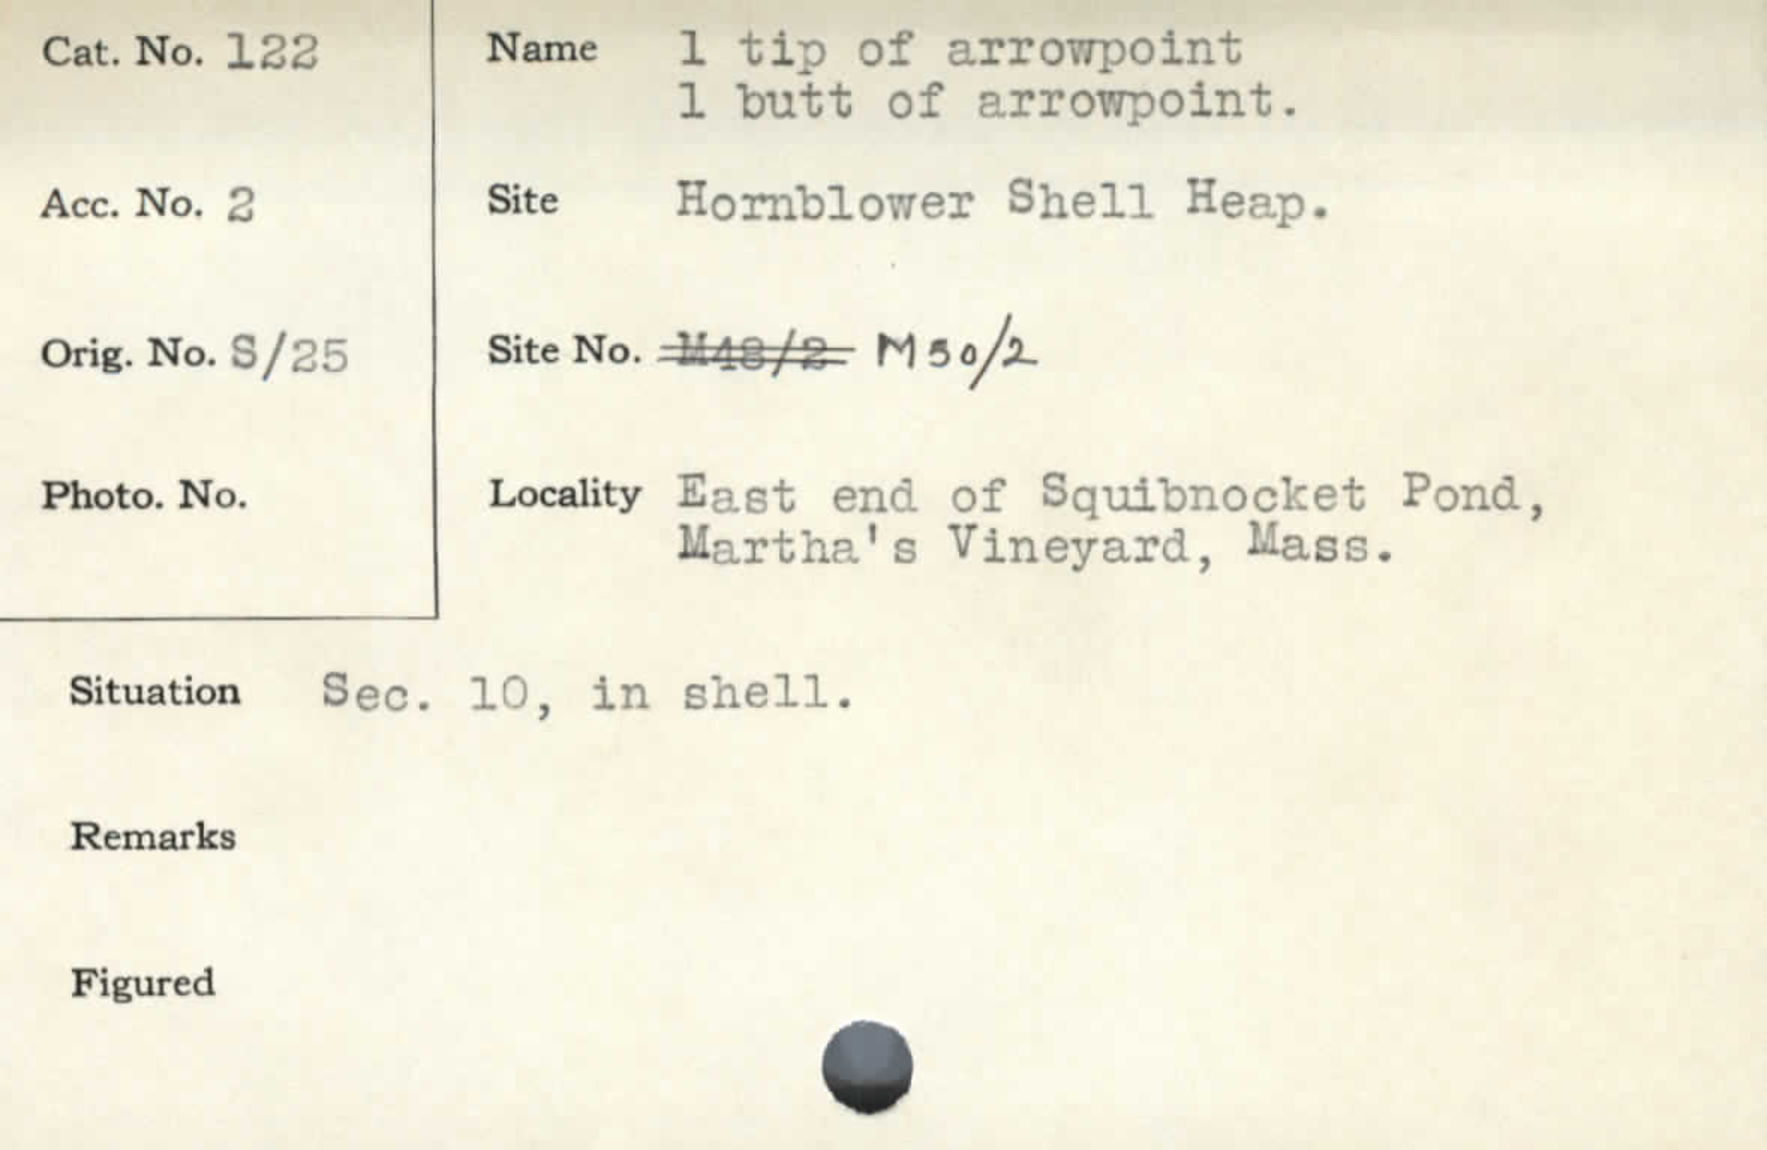 Cat. No. 122
Name 1 tip of arrowpoint
1 butt of arrowpoint.
Acc. No. 2
Site Hornblower Shell Heap.
Orig. No. S/25
Site No. M48/2 M50/2
Photo. No.
Locality East end of Squibnocket Pond,
Martha's Vineyard, Mass.
Situation Sec. 10, in shell.
Remarks
Figured